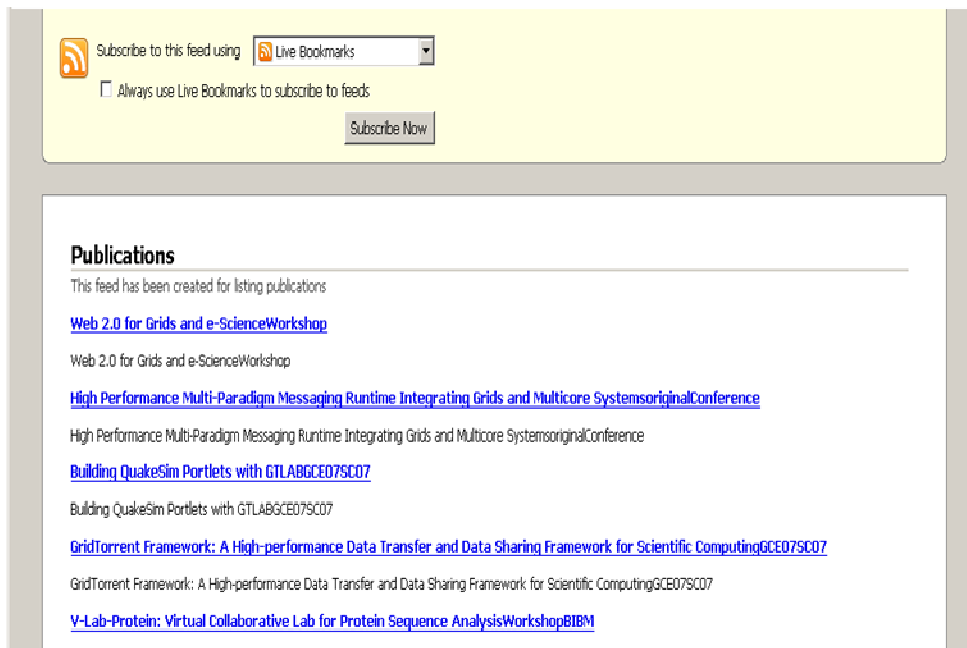 Subscribe to this feed using Live Bookmarks
Always use Live Bookmarks to subscribe to feeds
Subscribe Now
Publications
This feed has been created for listing publications
Web 2.0 for Grids and e-ScienceWorkshop
Web 2.0 for Grids and e-ScienceWorkshop
High Performance Multi-Paradigm Messaging Runtime Integrating Grids and Multicore SystemsoriginalConference
High Performance Multi-Paradigm Messaging Runtime Integrating Grids and Multicore SystemsoriginalConference
Building QuakeSim Portlets with GTLABGCE07SC07
Building QuakeSim Portlets with GTLABGCE07SC07
GridTorrent Framework: A High-performance Data Transfer and Data Sharing Framework for Scientific ComputingGCE07SC07
GridTorrent Framework: A High-performance Data Transfer and Data Sharing Framework for Scientific ComputingGCE07SC07
V-Lab-Protein: Virtual Collaborative Lab for Protein Sequence AnalysisWorkshopBIBM